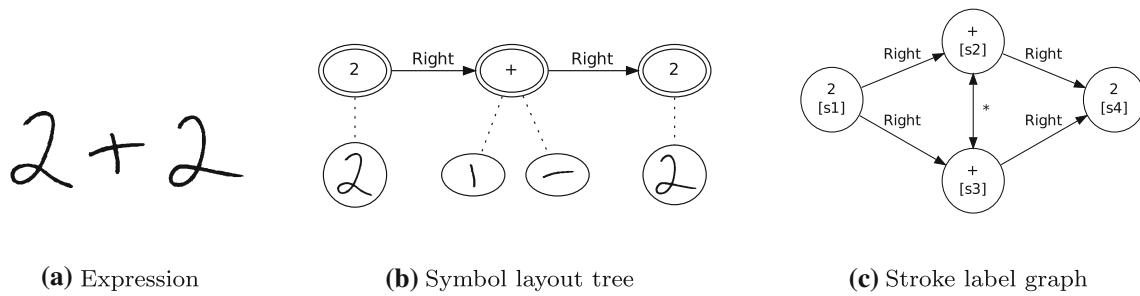 2 + 2
2 Right + Right 2
2 2
(a) Expression
(b) Symbol layout tree
+
[s2]
Right Right
2
[s1]
*
2
[s4]
Right Right
+
[s3]
(c) Stroke label graph